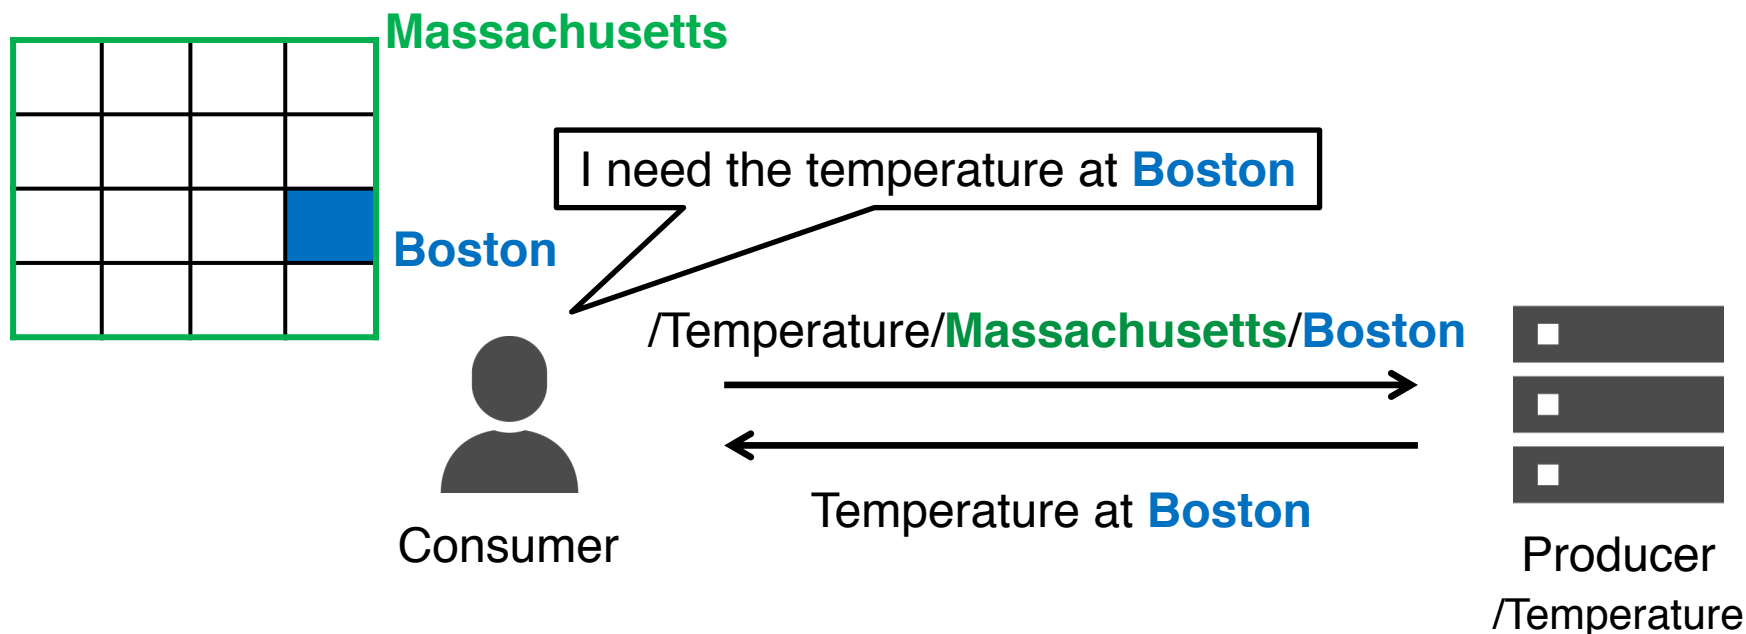 Massachusetts
I need the temperature at Boston
Boston
/Temperature/Massachusetts/Boston
Temperature at Boston
Consumer
Producer
/Temperature